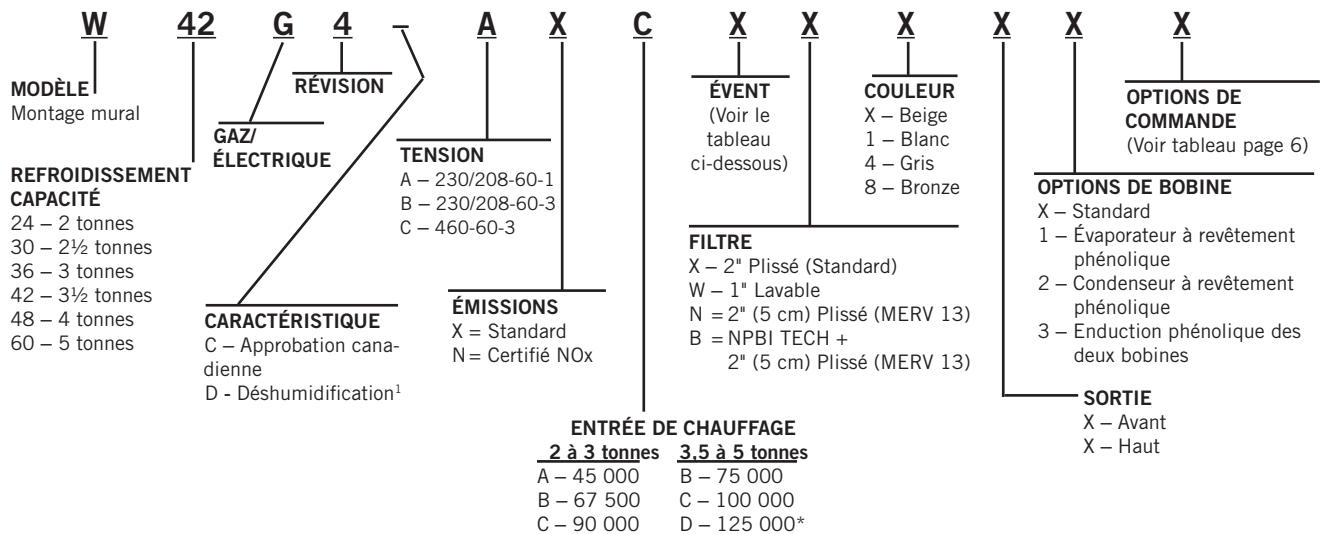 W 42 G 4 – A X C X X X X X X
MODÈLE
Montage mural
REFROIDISSEMENT
CAPACITÉ
24 – 2 tonnes
30 – 2½ tonnes
36 – 3 tonnes
42 – 3½ tonnes
48 – 4 tonnes
60 – 5 tonnes
GAZ/
ÉLECTRIQUE
RÉVISION
CARACTÉRISTIQUE
C – Approbation cana-
dienne
D - Déshumidification¹
TENSION
A – 230/208-60-1
B – 230/208-60-3
C – 460-60-3
ÉMISSIONS
X = Standard
N = Certifié NOx
ENTRÉE DE CHAUFFAGE
2 à 3 tonnes 3,5 à 5 tonnes
A – 45 000 B – 75 000
B – 67 500 C – 100 000
C – 90 000 D – 125 000*
ÉVENT
(Voir le
tableau
ci-dessous)
FILTRE
X – 2" Plissé (Standard)
W – 1" Lavable
N = 2" (5 cm) Plissé (MERV 13)
B = NPBI TECH +
2" (5 cm) Plissé (MERV 13)
COULEUR
X – Beige
1 – Blanc
4 – Gris
8 – Bronze
SORTIE
X – Avant
X – Haut
OPTIONS DE BOBINE
X – Standard
1 – Évaporateur à revêtement
phénolique
2 – Condenseur à revêtement
phénolique
3 – Enduction phénolique des
deux bobines
OPTIONS DE
COMMANDE
(Voir tableau page 6)